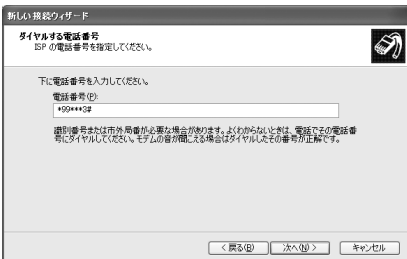 新しい接続ウィザード
ダイヤルする電話番号
ISP の電話番号を指定してください。
下に電話番号を入力してください。
電話番号(P):
*99***3#
識別番号または市外局番が必要な場合があります。よくわからないときは、電話でその電話番
号にダイヤルしてください。モデムの音が聞こえる場合はダイヤルしたその番号が正解です。
< 戻る(B) 次へ(N) > キャンセル